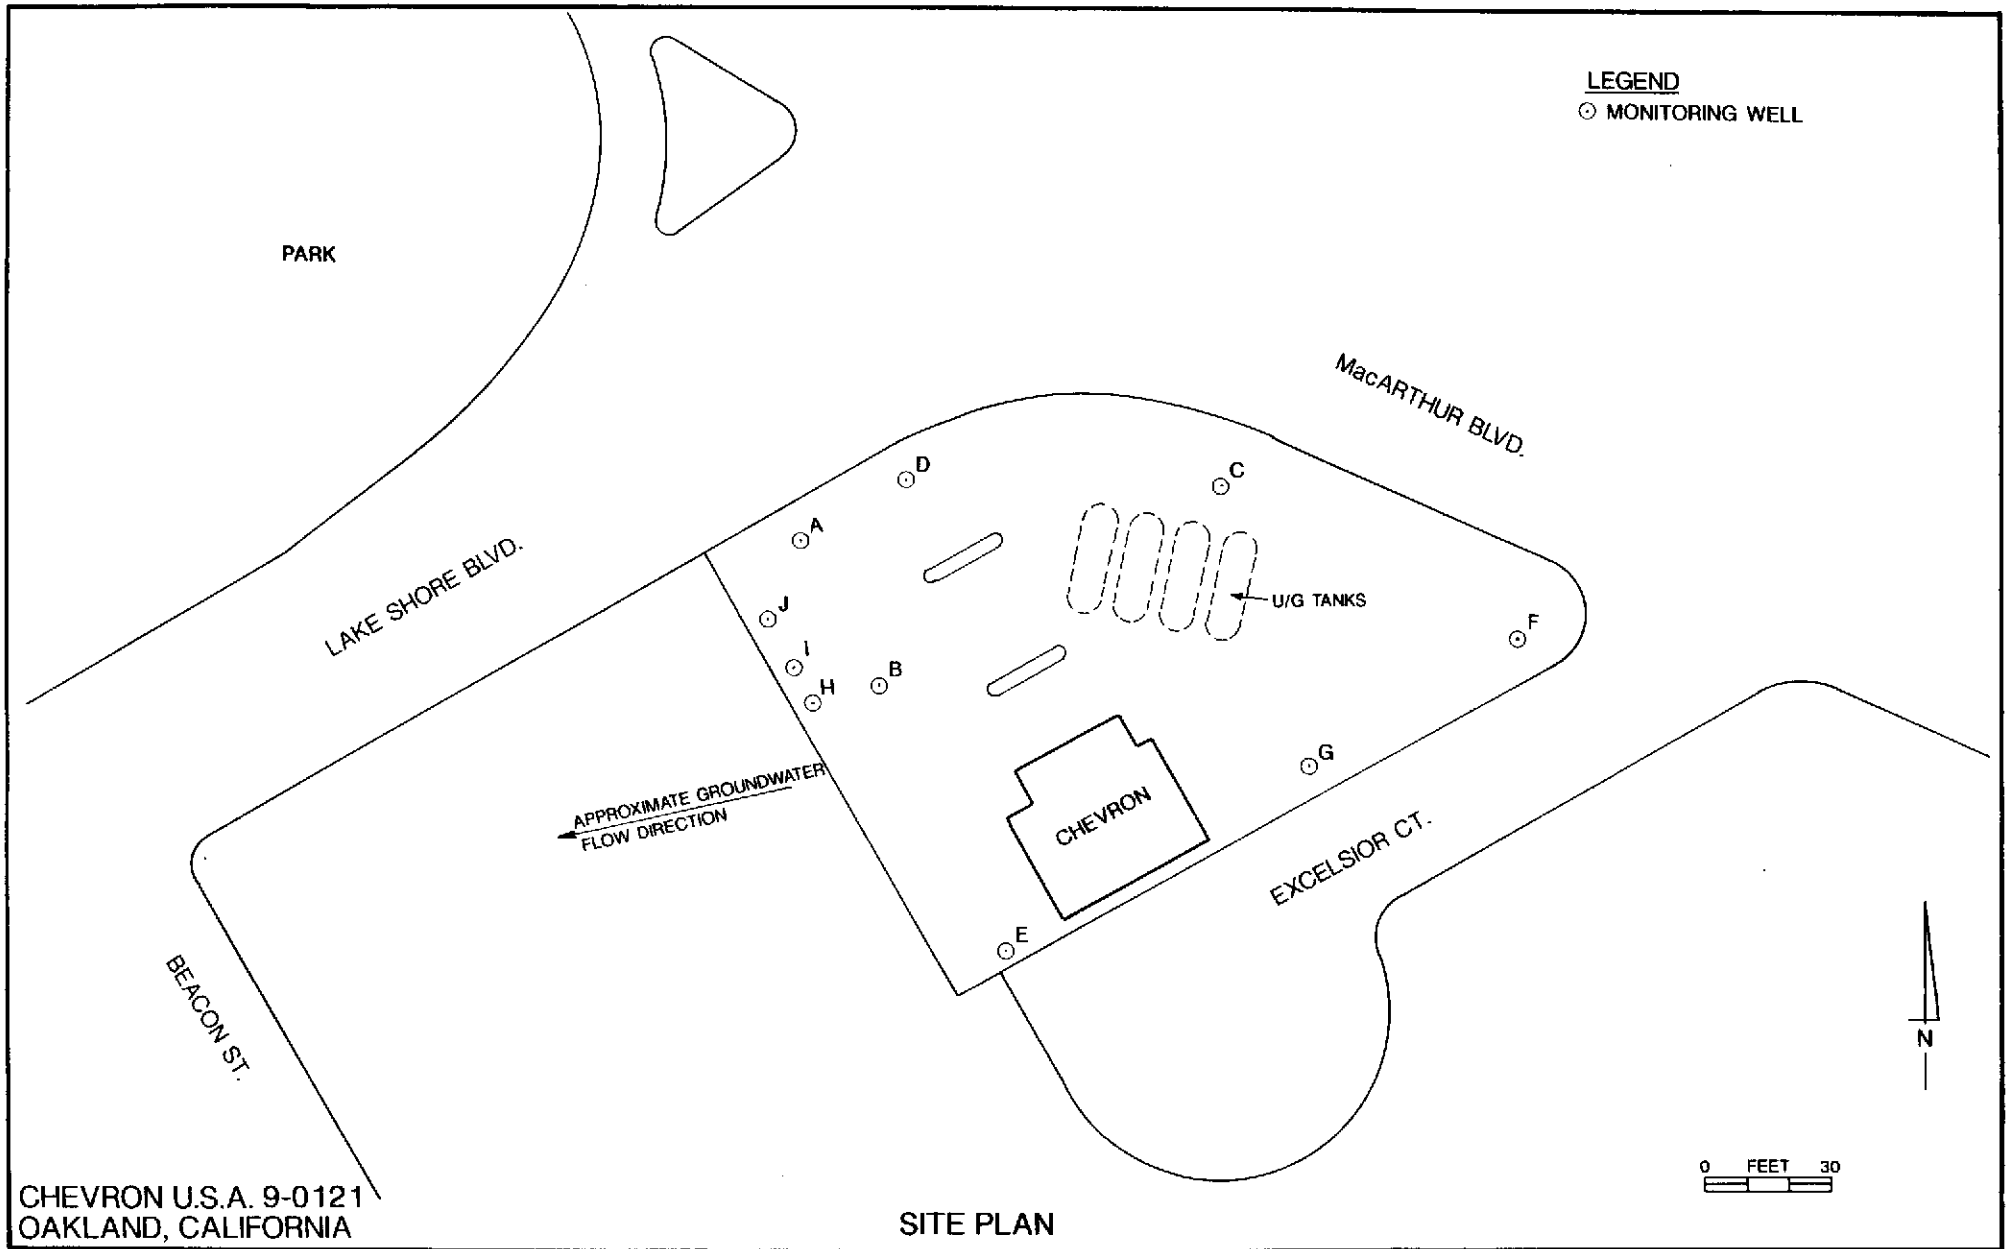 LEGEND
MONITORING WELL
PARK
MacARTHUR BLVD.
D
C
A
LAKE SHORE BLVD.
J
U/G TANKS
F
I
B
H
G
APPROXIMATE GROUNDWATER
FLOW DIRECTION
CHEVRON
EXCELSIOR CT.
E
BEACON ST.
N
0 FEET 30
CHEVRON U.S.A. 9-0121
OAKLAND, CALIFORNIA
SITE PLAN